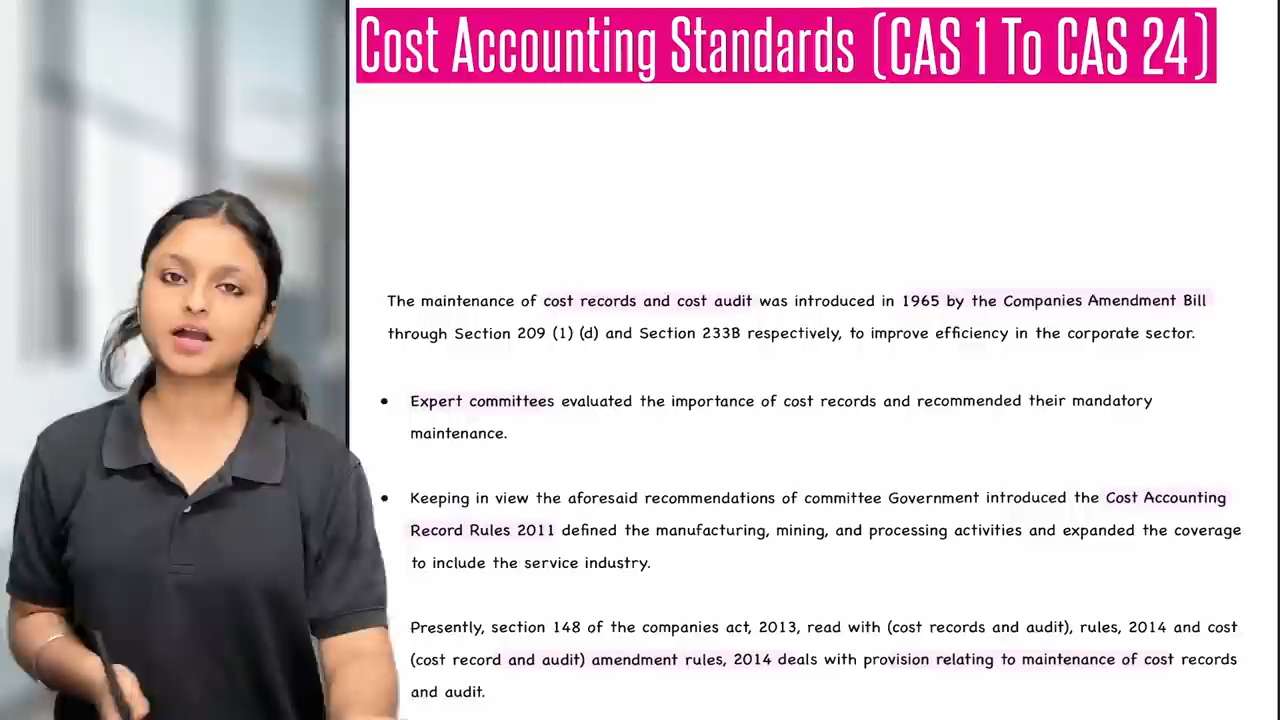 Cost Accounting Standards (CAS 1 To CAS 24)
The maintenance of cost records and cost audit was introduced in 1965 by the Companies Amendment Bill
through Section 209 (1) (d) and Section 233B respectively, to improve efficiency in the corporate sector.
• Expert committees evaluated the importance of cost records and recommended their mandatory
maintenance.
• Keeping in view the aforesaid recommendations of committee Government introduced the Cost Accounting
Record Rules 2011 defined the manufacturing, mining, and processing activities and expanded the coverage
to include the service industry.
Presently, section 148 of the companies act, 2013, read with (cost records and audit), rules, 2014 and cost
(cost record and audit) amendment rules, 2014 deals with provision relating to maintenance of cost records
and audit.